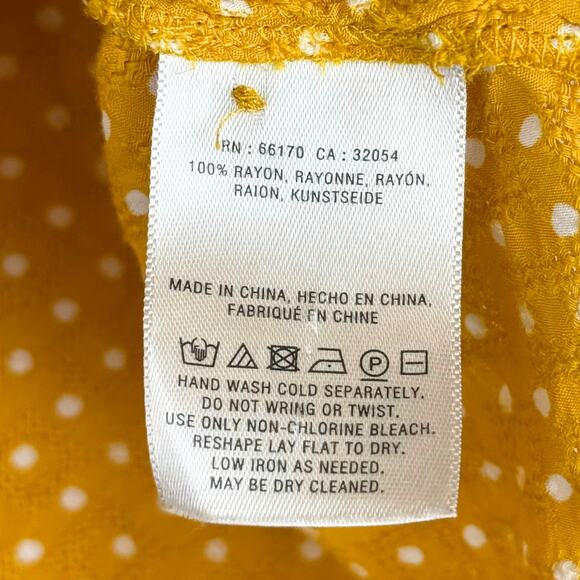 RN : 66170 CA : 32054
100% RAYON, RAYONNE, RAYÓN,
RAION, KUNSTSEIDE
MADE IN CHINA, HECHO EN CHINA,
FABRIQUÉ EN CHINE
P
HAND WASH COLD SEPARATELY.
DO NOT WRING OR TWIST.
USE ONLY NON-CHLORINE BLEACH.
RESHAPE LAY FLAT TO DRY.
LOW IRON AS NEEDED.
MAY BE DRY CLEANED.